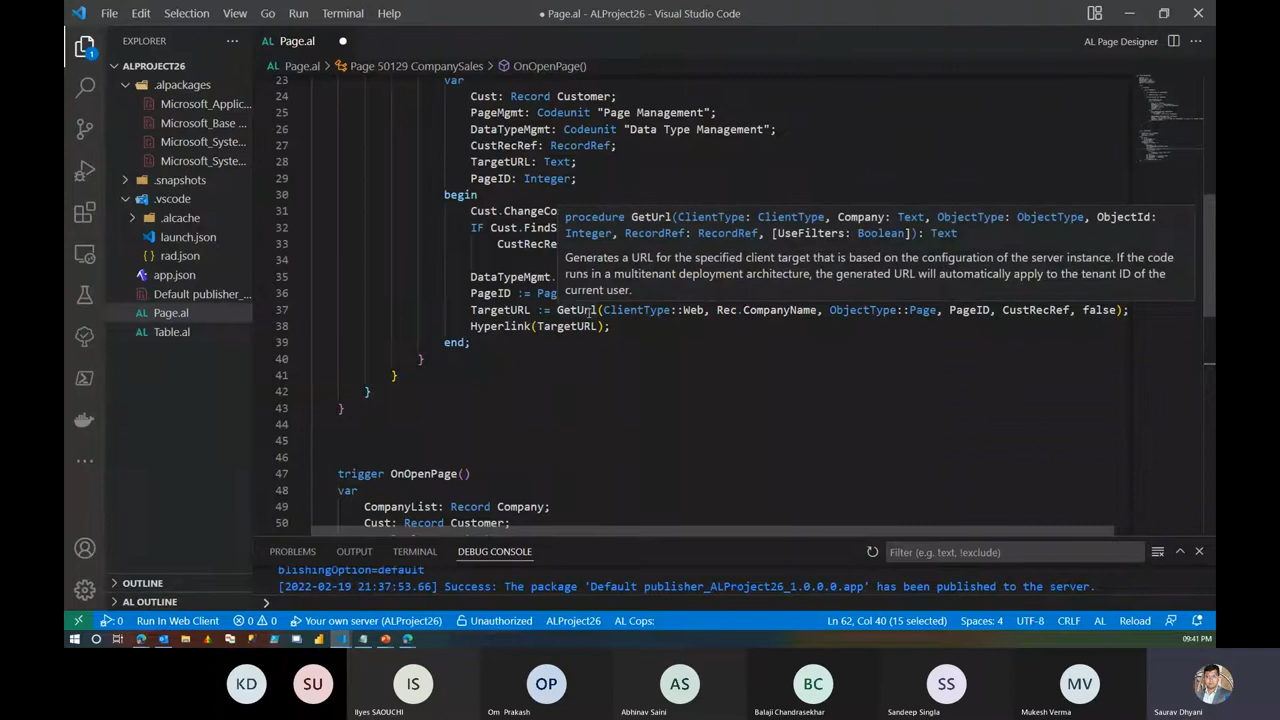 File Edit Selection View Go Run Terminal Help
● Page.al - ALProject26 - Visual Studio Code
EXPLORER
Page.al
AL Page Designer
ALPROJECT26
Page.al > Page 50129 CompanySales > OnOpenPage()
.alpackages
Microsoft_Applic...
Microsoft_Base ...
Microsoft_Syste...
Microsoft_Syste...
.snapshots
.vscode
.alcache
launch.json
rad.json
app.json
Default publisher_...
Page.al
Table.al
OUTLINE
AL OUTLINE
1
23 var
24 Cust: Record Customer;
25 PageMgmt: Codeunit "Page Management";
26 DataTypeMgmt: Codeunit "Data Type Management";
27 CustRecRef: RecordRef;
28 TargetURL: Text;
29 PageID: Integer;
30 begin
31 Cust.ChangeCo
32 IF Cust.FindS
33 CustRecRe
34
35 DataTypeMgmt.
36 PageID := Pag
37 TargetURL := GetUrl(ClientType::Web, Rec.CompanyName, ObjectType::Page, PageID, CustRecRef, false);
38 Hyperlink(TargetURL);
39 end;
40 }
41 }
42 }
43 }
44
45
46
47 trigger OnOpenPage()
48 var
49 CompanyList: Record Company;
50 Cust: Record Customer;
procedure GetUrl(ClientType: ClientType, Company: Text, ObjectType: ObjectType, ObjectId:
Integer, RecordRef: RecordRef, [UseFilters: Boolean]): Text
Generates a URL for the specified client target that is based on the configuration of the server instance. If the code
runs in a multitenant deployment architecture, the generated URL will automatically apply to the tenant ID of the
current user.
PROBLEMS OUTPUT TERMINAL DEBUG CONSOLE
Filter (e.g. text, !exclude)
blishingOption=default
[2022-02-19 21:37:53.66] Success: The package 'Default publisher_ALProject26_1.0.0.0.app' has been published to the server.
>
0 Run In Web Client 0 0 Your own server (ALProject26) Unauthorized ALProject26 AL Cops: Ln 62, Col 40 (15 selected) Spaces: 4 UTF-8 CRLF AL Reload
09:41 PM
KD SU IS OP AS BC SS MV
Ilyes SAOUCHI Om Prakash Abhinav Saini Balaji Chandrasekhar Sandeep Singla Mukesh Verma Saurav Dhyani